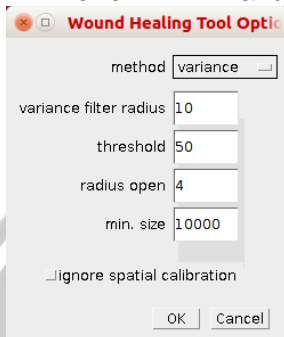 Wound Healing Tool Optio
method variance
variance filter radius 10
threshold 50
radius open 4
min. size 10000
ignore spatial calibration
OK Cancel